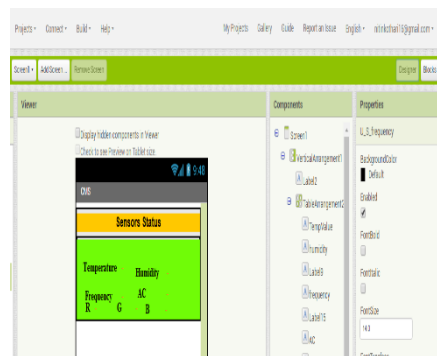 Projects Connect Build Help My Projects Gallery Guide Report an Issue English
Screen1 Add Screen ... Remove Screen Designer Blocks
Viewer Components Properties
Display hidden components in Viewer
Check to see Preview on Tablet size.
9:48
CMS
Sensors Status
Temperature Humidity
Frequency AC
R G B
Screen1
VerticalArrangement1
Label2
TableArrangement2
TempValue
humidity
Label9
frequency
Label15
AC
BackgroundColor
Default
Enabled
FontBold
FontItalic
FontSize
14.0